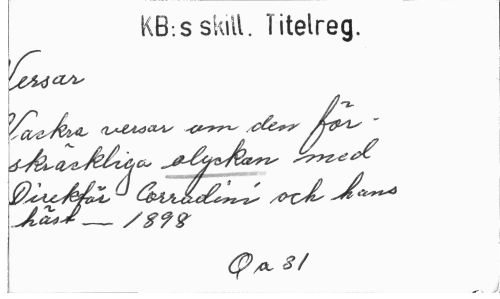 KB:s skill. Titelreg.
Versar
Vackra versar om den för-
skräckliga olyckan med
Direktör Corradini och hans
häst — 1898
Qa 31